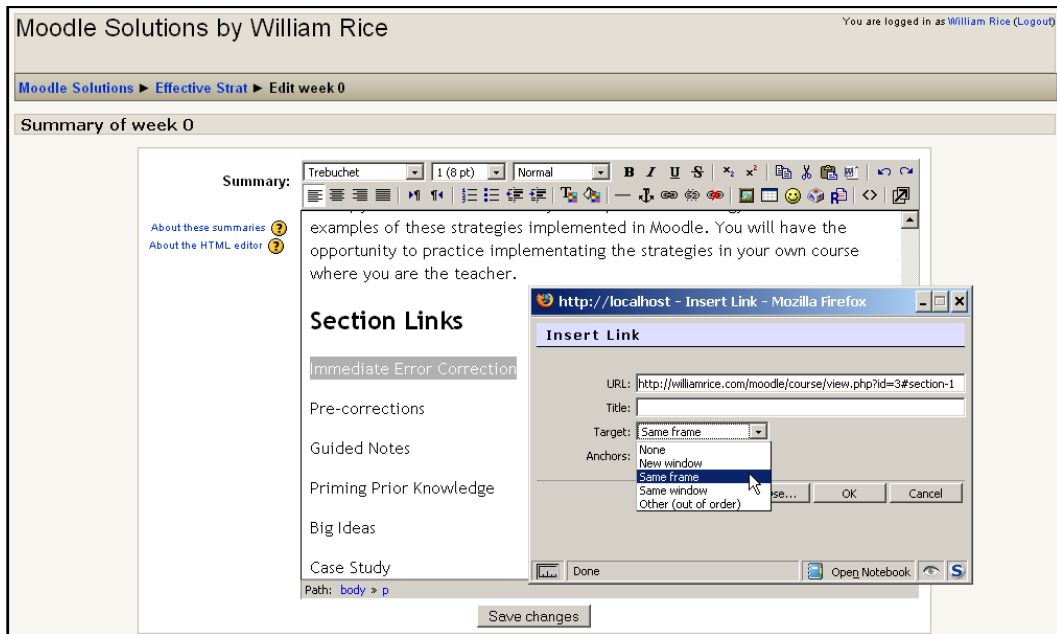 Moodle Solutions by William Rice
You are logged in as William Rice (Logout)
Moodle Solutions ► Effective Strat ► Edit week 0
Summary of week 0
Summary:
About these summaries
About the HTML editor
Trebuchet 1 (8 pt) Normal B I U S
examples of these strategies implemented in Moodle. You will have the
opportunity to practice implementating the strategies in your own course
where you are the teacher.
Section Links
Immediate Error Correction
Pre-corrections
Guided Notes
Priming Prior Knowledge
Big Ideas
Case Study
Path: body » p
Save changes
http://localhost - Insert Link - Mozilla Firefox
Insert Link
URL: http://williamrice.com/moodle/course/view.php?id=3#section-1
Title:
Target: Same frame
Anchors:
None
New window
Same frame
Same window
Other (out of order)
OK Cancel
Done
Open Notebook